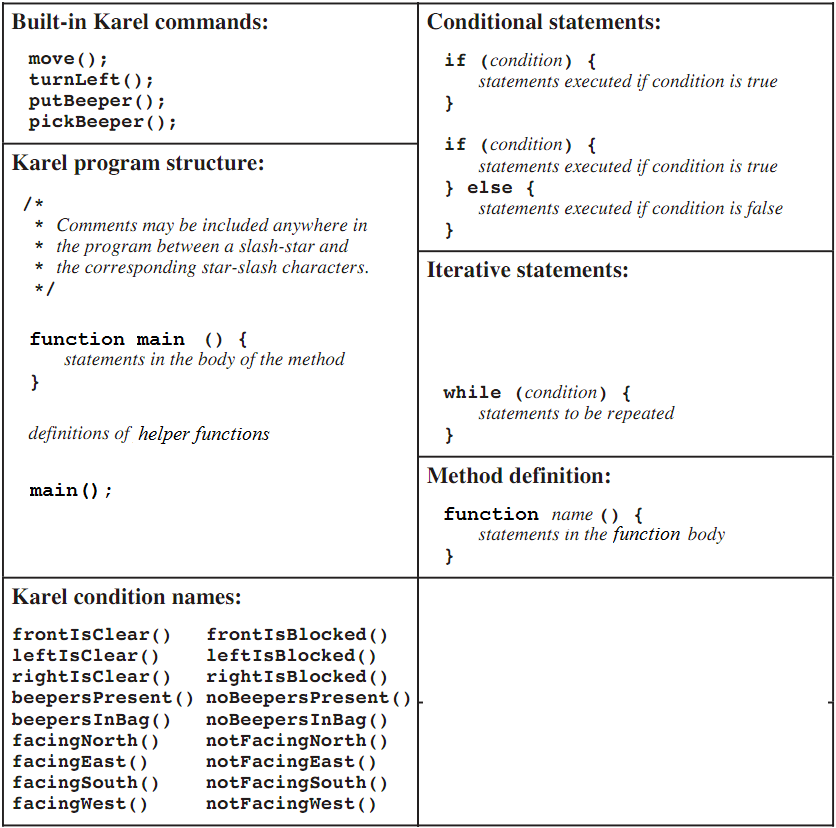 Built-in Karel commands:
move();
turnLeft();
putBeeper();
pickBeeper();
Karel program structure:
/*
* Comments may be included anywhere in
* the program between a slash-star and
* the corresponding star-slash characters.
*/
function main () {
statements in the body of the method
}
definitions of helper functions
main();
Karel condition names:
frontIsClear() frontIsBlocked()
leftIsClear() leftIsBlocked()
rightIsClear() rightIsBlocked()
beepersPresent() noBeepersPresent()
beepersInBag() noBeepersInBag()
facingNorth() notFacingNorth()
facingEast() notFacingEast()
facingSouth() notFacingSouth()
facingWest() notFacingWest()
Conditional statements:
if (condition) {
statements executed if condition is true
}
if (condition) {
statements executed if condition is true
} else {
statements executed if condition is false
}
Iterative statements:
while (condition) {
statements to be repeated
}
Method definition:
function name () {
statements in the function body
}